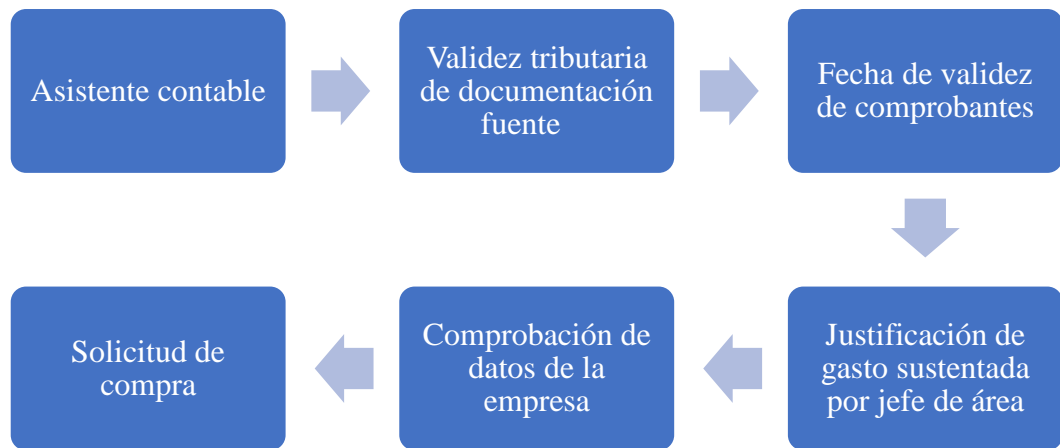 Asistente contable
Validez tributaria
de documentación
fuente
Fecha de validez
de comprobantes
Justificación de
gasto sustentada
por jefe de área
Comprobación de
datos de la
empresa
Solicitud de
compra